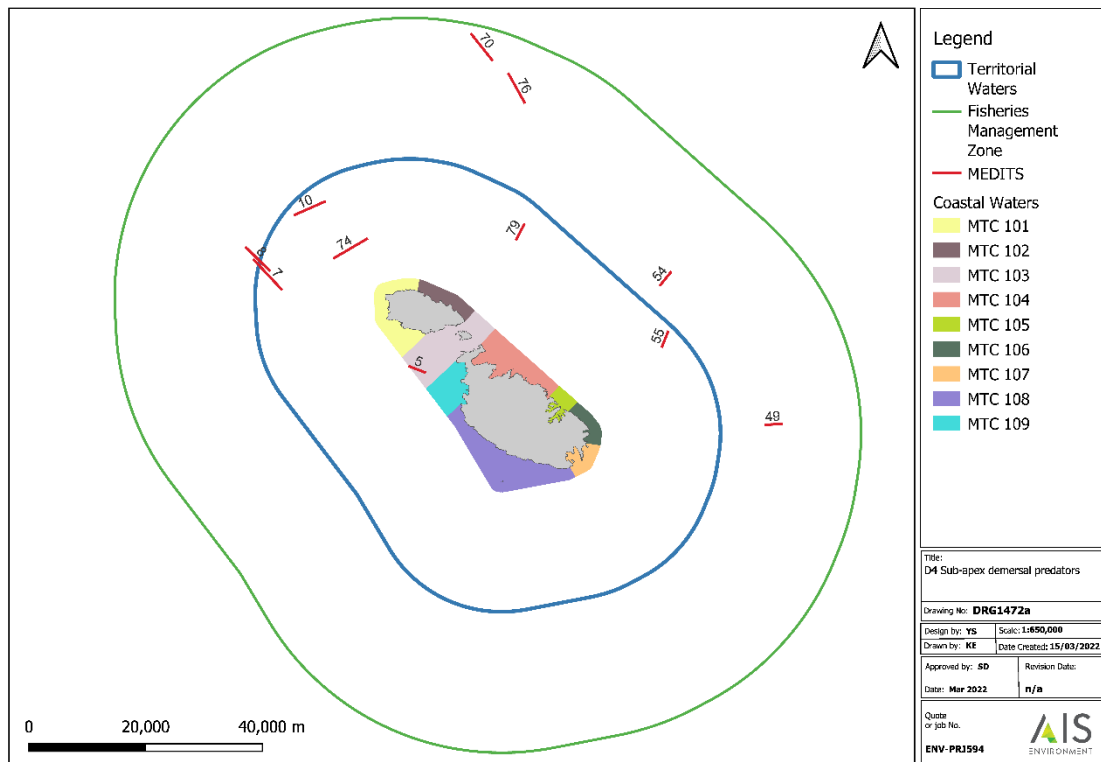 70
76
10
79
74
8
7
54
55
5
49
0
20,000
40,000 m
Legend
Territorial
Waters
Fisheries
Management
Zone
MEDITS
Coastal Waters
MTC 101
MTC 102
MTC 103
MTC 104
MTC 105
MTC 106
MTC 107
MTC 108
MTC 109
Title:
D4 Sub-apex demersal predators
Drawing No: DRG1472a
Design by: YS
Scale: 1:650,000
Drawn by: KE
Date Created: 15/03/2022
Approved by: SD
Revision Date:
Date: Mar 2022
n/a
Quote
or job No.
ENV-PRJ594
AIS
ENVIRONMENT